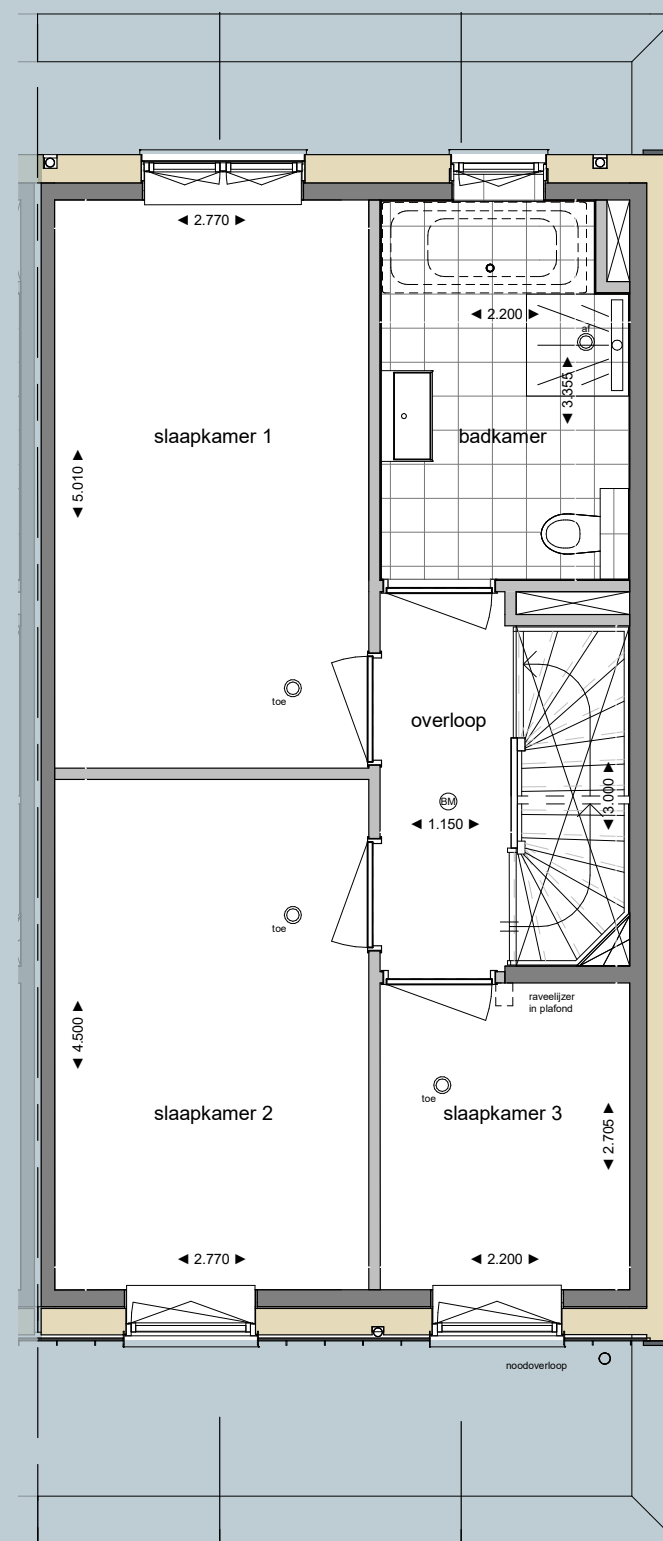 ◄ 2.770 ►
◄ 2.200 ►
af
◄ 3.355 ►
slaapkamer 1
badkamer
◄ 5.010 ►
toe
overloop
BM
◄ 1.150 ►
◄ 3.000 ►
toe
raveelijzer
in plafond
◄ 4.500 ►
toe
slaapkamer 2
slaapkamer 3
◄ 2.705 ►
◄ 2.770 ►
◄ 2.200 ►
noodoverloop